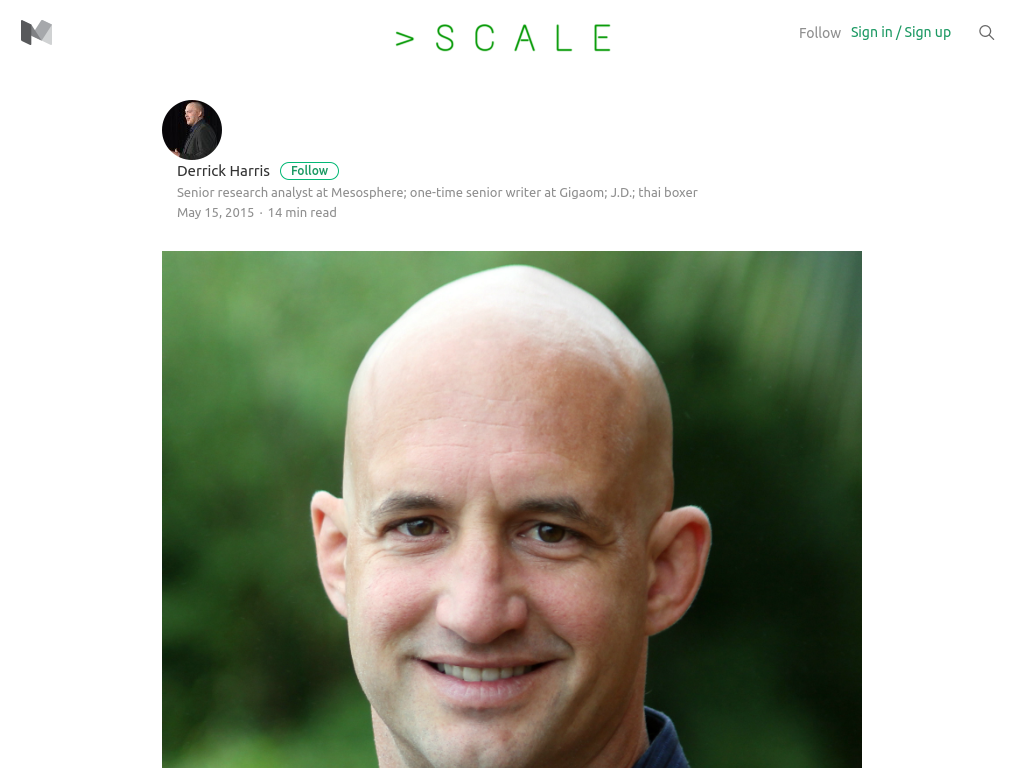 > SCALE
Follow Sign in / Sign up
Derrick Harris Follow
Senior research analyst at Mesosphere; one-time senior writer at Gigaom; J.D.; thai boxer
May 15, 2015 · 14 min read